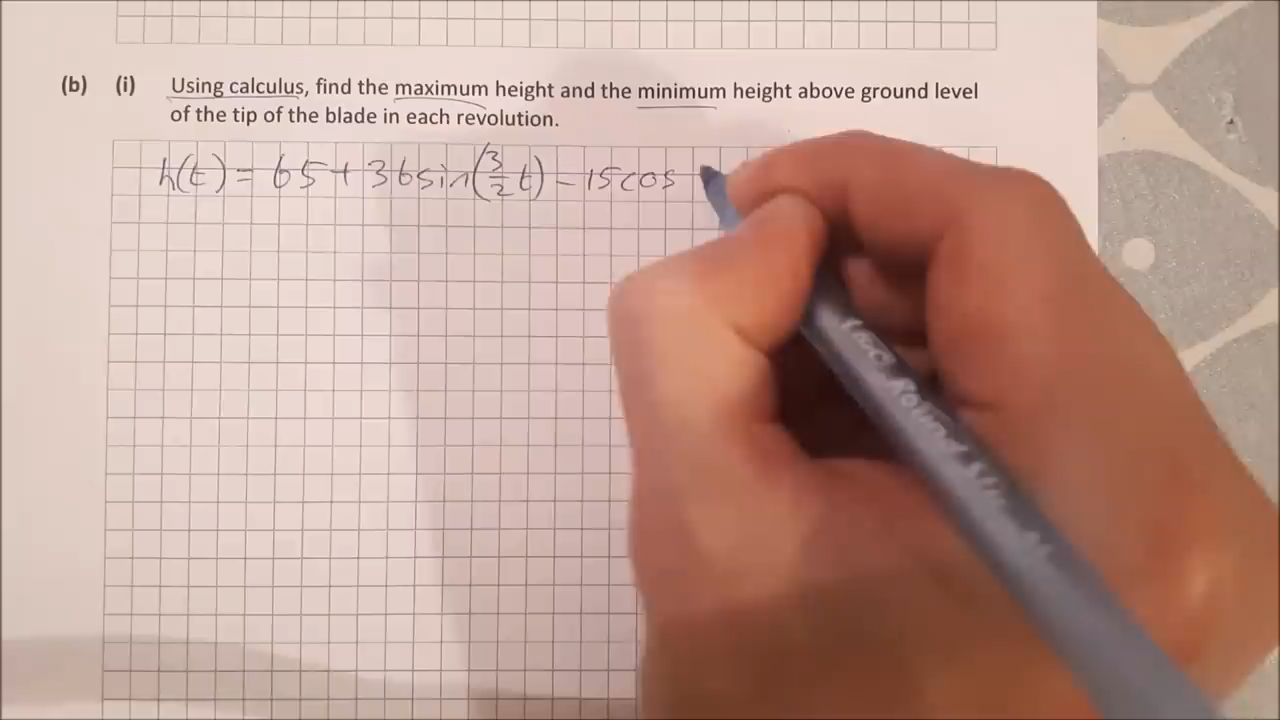 (b) (i) Using calculus, find the maximum height and the minimum height above ground level
of the tip of the blade in each revolution.
h(t) = 65 + 36sin(3/2 t) - 15cos